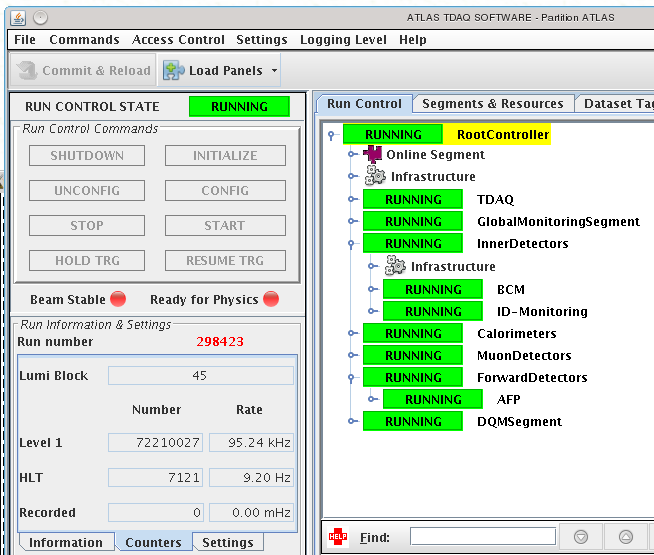 ATLAS TDAQ SOFTWARE - Partition ATLAS
File Commands Access Control Settings Logging Level Help
Commit & Reload Load Panels
RUN CONTROL STATE RUNNING
Run Control Commands
SHUTDOWN INITIALIZE
UNCONFIG CONFIG
STOP START
HOLD TRG RESUME TRG
Beam Stable Ready for Physics
Run Information & Settings
Run number 298423
Lumi Block 45
Number Rate
Level 1 72210027 95.24 kHz
HLT 7121 9.20 Hz
Recorded 0 0.00 mHz
Information Counters Settings
Run Control Segments & Resources Dataset Tag
RUNNING RootController
Online Segment
Infrastructure
RUNNING TDAQ
RUNNING GlobalMonitoringSegment
RUNNING InnerDetectors
Infrastructure
RUNNING BCM
RUNNING ID-Monitoring
RUNNING Calorimeters
RUNNING MuonDetectors
RUNNING ForwardDetectors
RUNNING AFP
RUNNING DQMSegment
HELP Find: